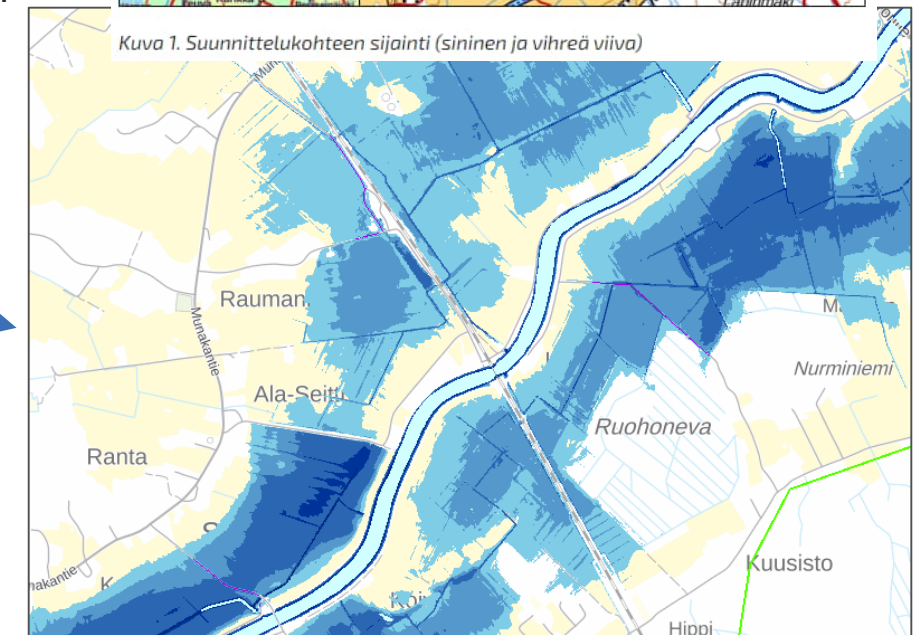 Kuva 1. Suunnittelukohteen sijainti (sininen ja vihreä viiva)
Rauman
Munakantie
Ala-Seittu
Nurminiemi
Ruohoneva
Ranta
Kuusisto
Hippi